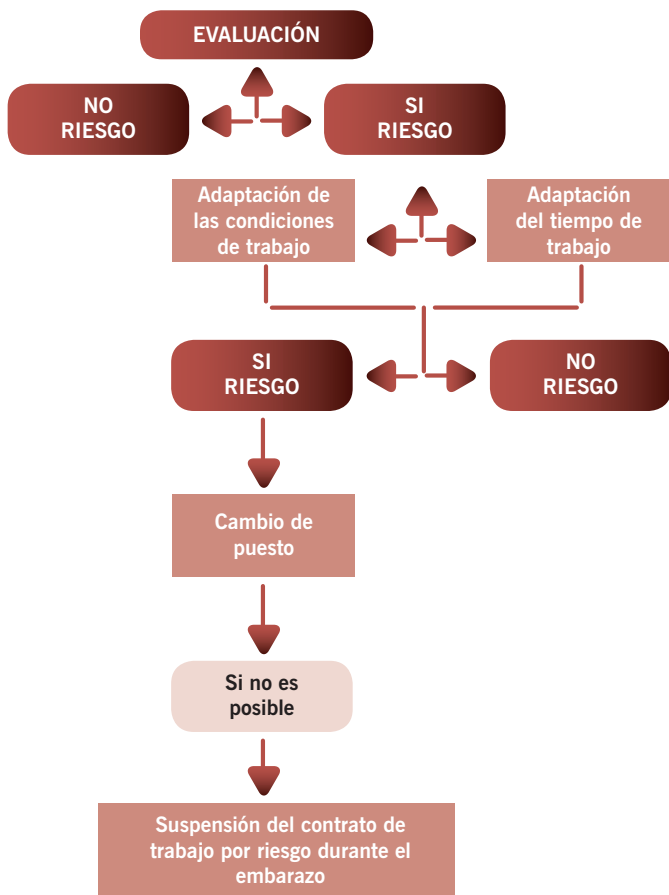 EVALUACIÓN
NO
RIESGO
SI
RIESGO
Adaptación de
las condiciones
de trabajo
Adaptación
del tiempo de
trabajo
SI
RIESGO
NO
RIESGO
Cambio de
puesto
Si no es
posible
Suspensión del contrato de
trabajo por riesgo durante el
embarazo